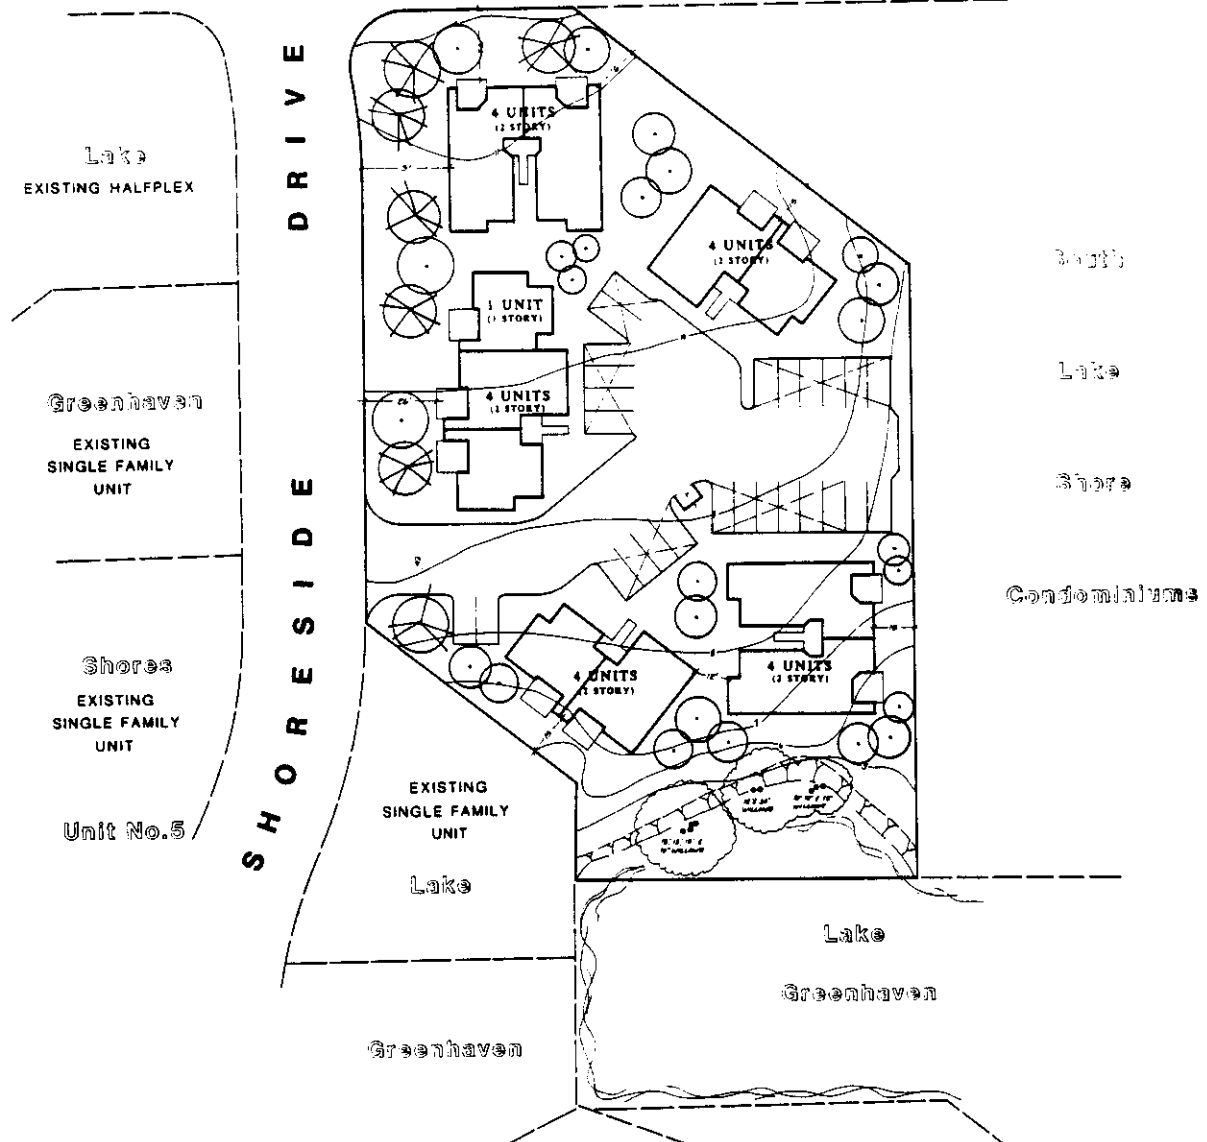 SHORESIDE DRIVE
Lake
EXISTING HALFPLEX
Greenhaven
EXISTING
SINGLE FAMILY
UNIT
Shores
EXISTING
SINGLE FAMILY
UNIT
Unit No.5
4 UNITS
(2 STORY)
4 UNITS
(2 STORY)
1 UNIT
(1 STORY)
4 UNITS
(2 STORY)
4 UNITS
(2 STORY)
4 UNITS
(2 STORY)
South
Lake
Shore
Condominiums
EXISTING
SINGLE FAMILY
UNIT
Lake
Greenhaven
Lake
Greenhaven